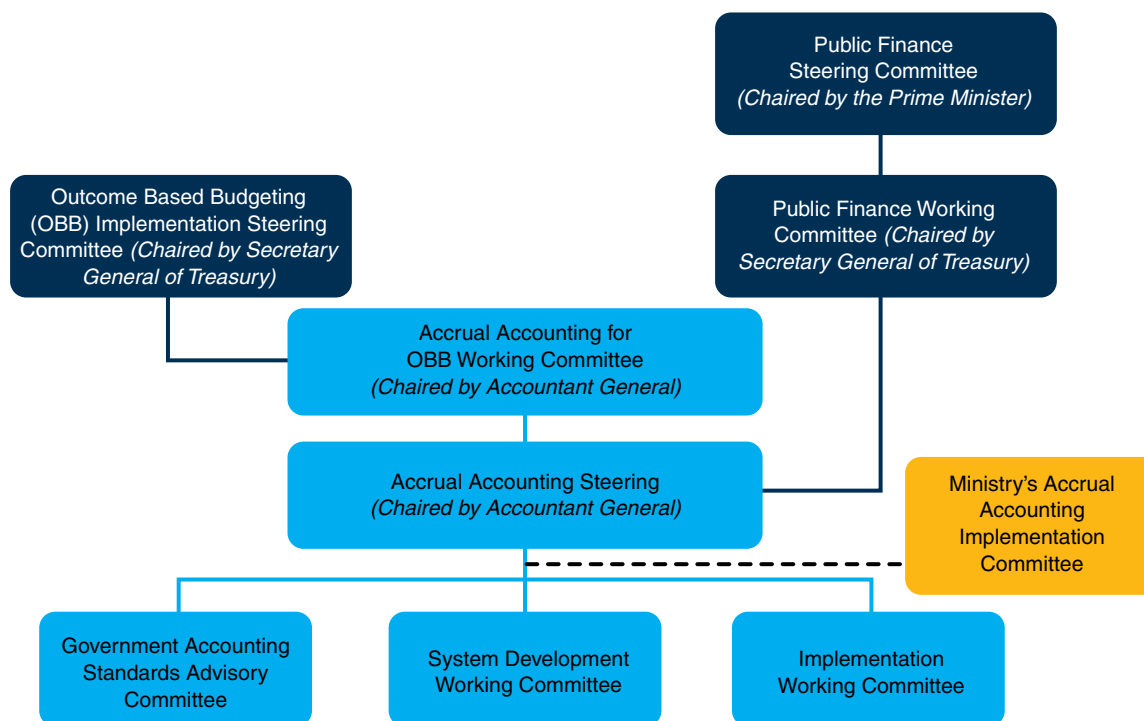 Public Finance
Steering Committee
(Chaired by the Prime Minister)
Outcome Based Budgeting
(OBB) Implementation Steering
Committee (Chaired by Secretary
General of Treasury)
Public Finance Working
Committee (Chaired by
Secretary General of Treasury)
Accrual Accounting for
OBB Working Committee
(Chaired by Accountant General)
Accrual Accounting Steering
(Chaired by Accountant General)
Ministry’s Accrual
Accounting
Implementation
Committee
Government Accounting
Standards Advisory
Committee
System Development
Working Committee
Implementation
Working Committee